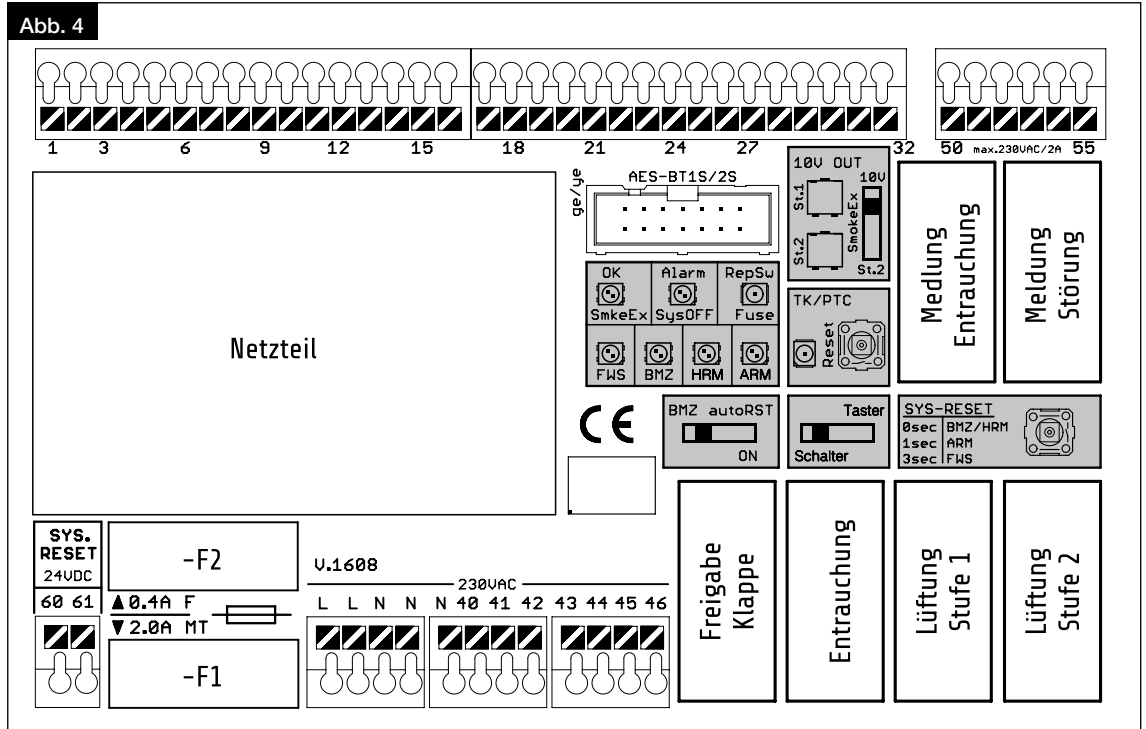 Abb. 4
1 3 6 9 12 15 18 21 24 27 32 50 max.230VAC/2A 55
ge/ye
AES-BT1S/2S
10V OUT
10V
St.1
St.2
SmokeEx
St.2
Medlung
Entrauchung
Meldung
Störung
OK Alarm RepSw
SmkeEx SysOFF Fuse
FWS BMZ HRM ARM
TK/PTC
Reset
Netzteil
CE
BMZ autoRST
ON
Taster
Schalter
SYS-RESET
0sec BMZ/HRM
1sec ARM
3sec FWS
SYS.
RESET
24VDC
60 61
-F2
▲ 0.4A F
▼ 2.0A MT
-F1
V.1608
230VAC
L L N N N 40 41 42 43 44 45 46
Freigabe
Klappe
Entrauchung
Lüftung
Stufe 1
Lüftung
Stufe 2